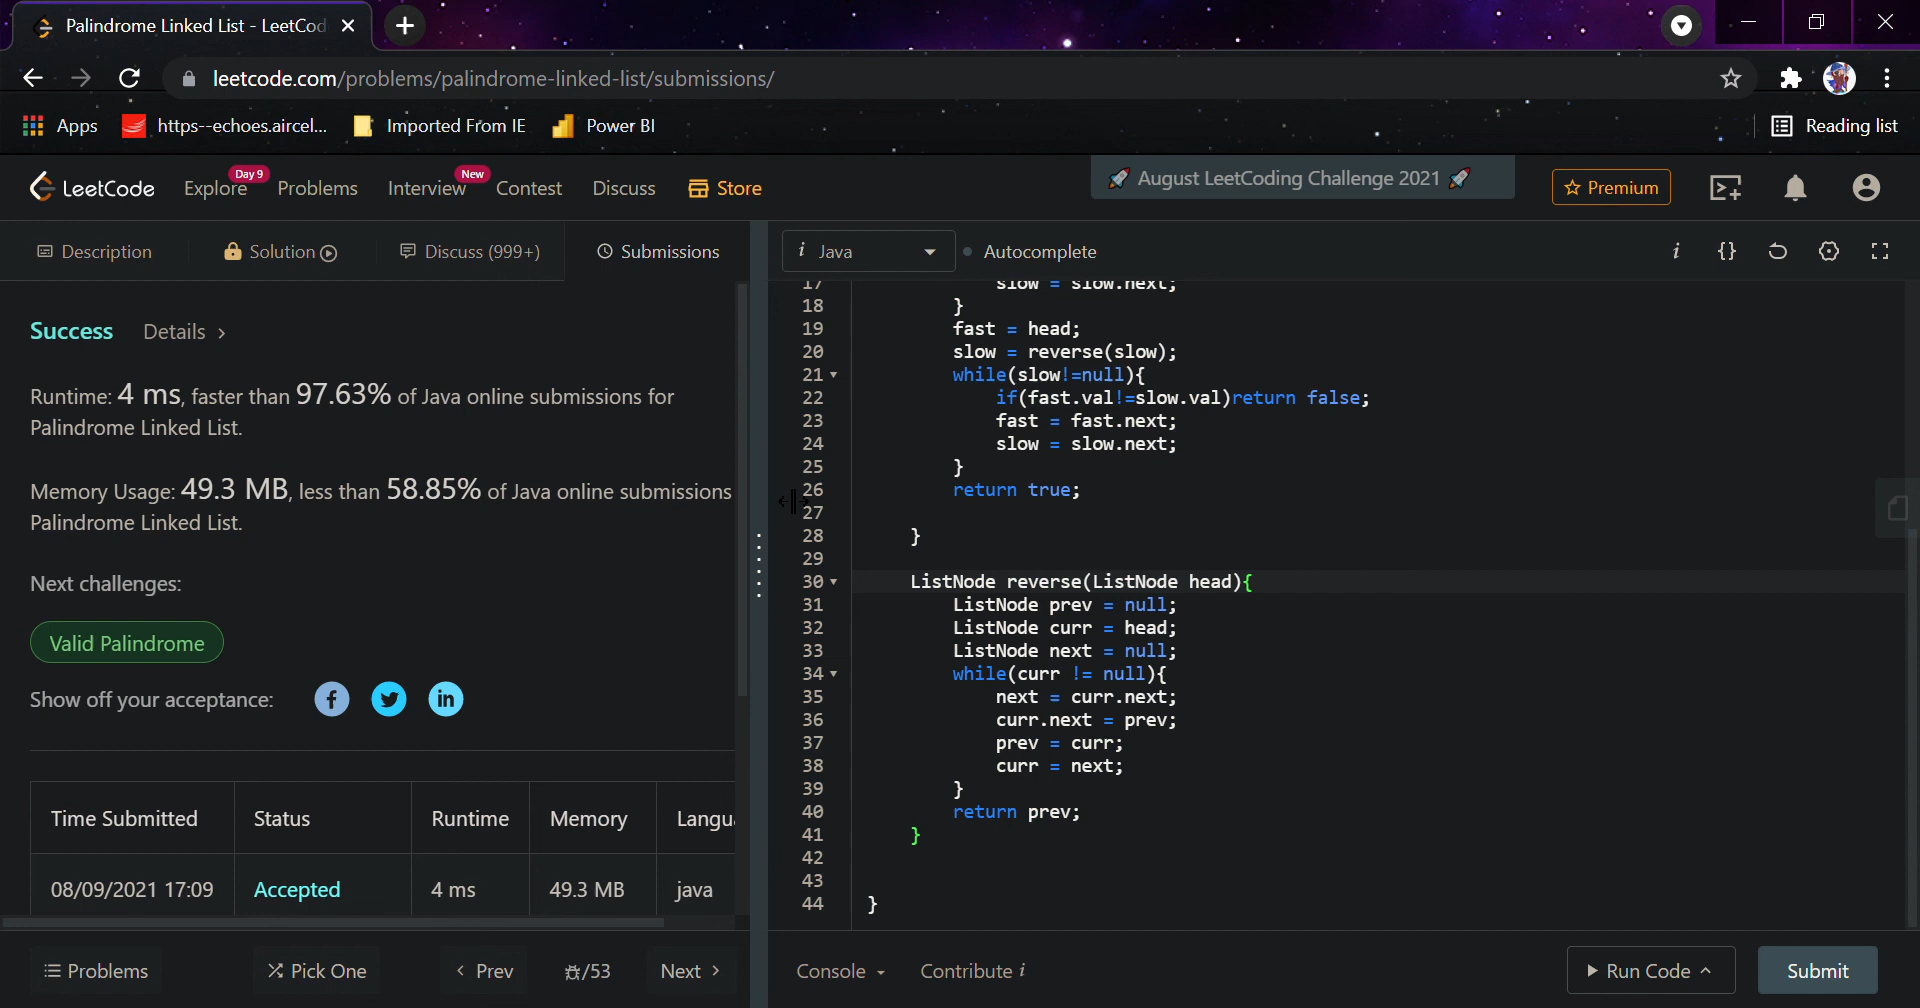 Palindrome Linked List - LeetCod
leetcode.com/problems/palindrome-linked-list/submissions/
Apps
https--echoes.aircel...
Imported From IE
Power BI
Reading list
LeetCode
Explore
Day 9
Problems
Interview
New
Contest
Discuss
Store
🚀 August LeetCoding Challenge 2021 🚀
Premium
Description
Solution
Discuss (999+)
Submissions
i Java
Autocomplete
i
{}
Success
Details >
Runtime: 4 ms, faster than 97.63% of Java online submissions for
Palindrome Linked List.
Memory Usage: 49.3 MB, less than 58.85% of Java online submissions
Palindrome Linked List.
Next challenges:
Valid Palindrome
Show off your acceptance:
Time Submitted Status Runtime Memory Langu
08/09/2021 17:09 Accepted 4 ms 49.3 MB java
17 slow = slow.next;
18 }
19 fast = head;
20 slow = reverse(slow);
21 while(slow!=null){
22 if(fast.val!=slow.val)return false;
23 fast = fast.next;
24 slow = slow.next;
25 }
26 return true;
27
28 }
29
30 ListNode reverse(ListNode head){
31 ListNode prev = null;
32 ListNode curr = head;
33 ListNode next = null;
34 while(curr != null){
35 next = curr.next;
36 curr.next = prev;
37 prev = curr;
38 curr = next;
39 }
40 return prev;
41 }
42
43
44 }
Problems
Pick One
< Prev
/53
Next >
Console
Contribute i
Run Code
Submit